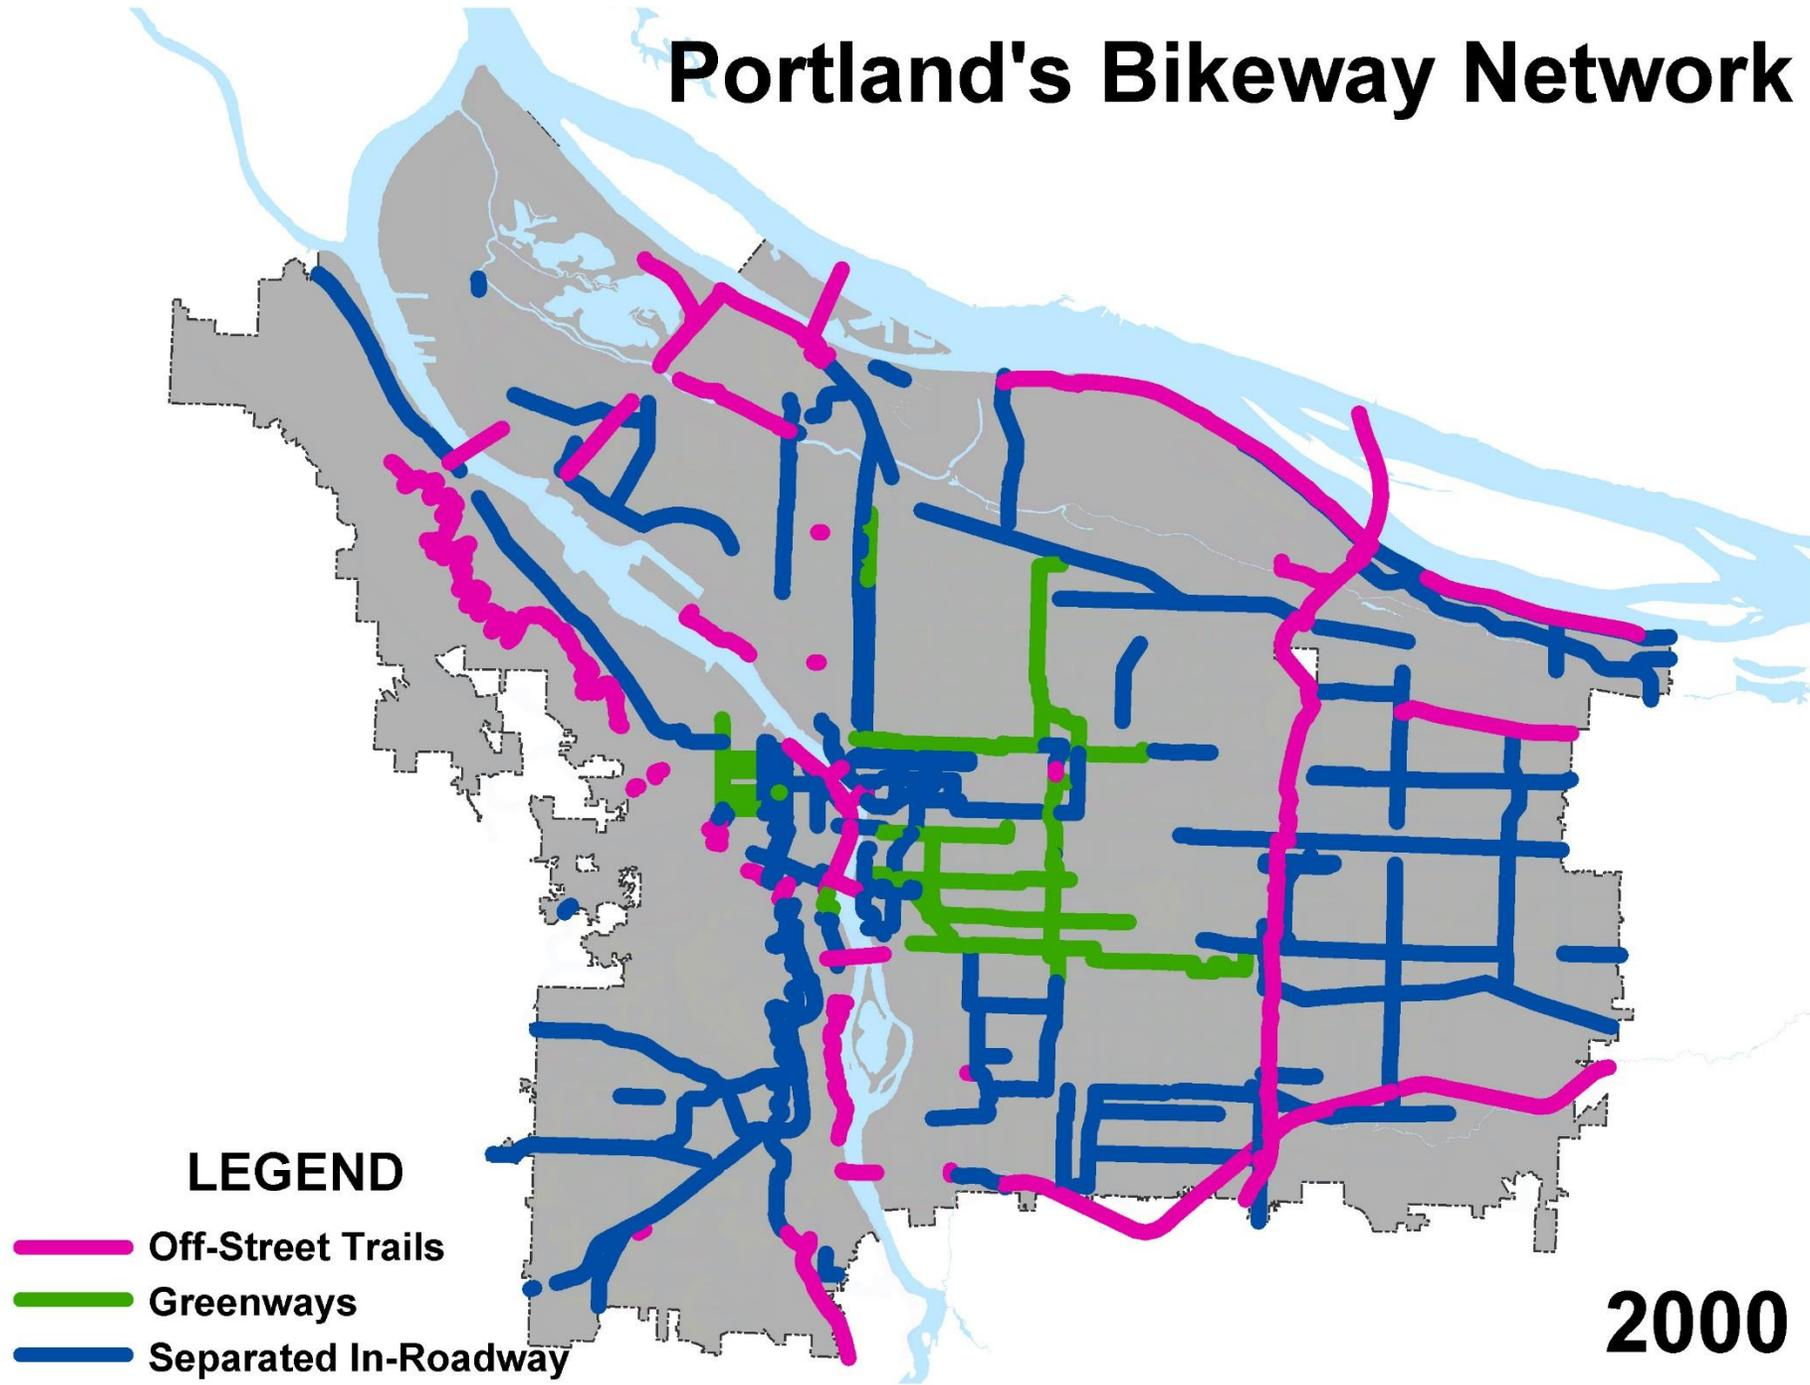 Portland's Bikeway Network
LEGEND
Off-Street Trails
Greenways
Separated In-Roadway
2000